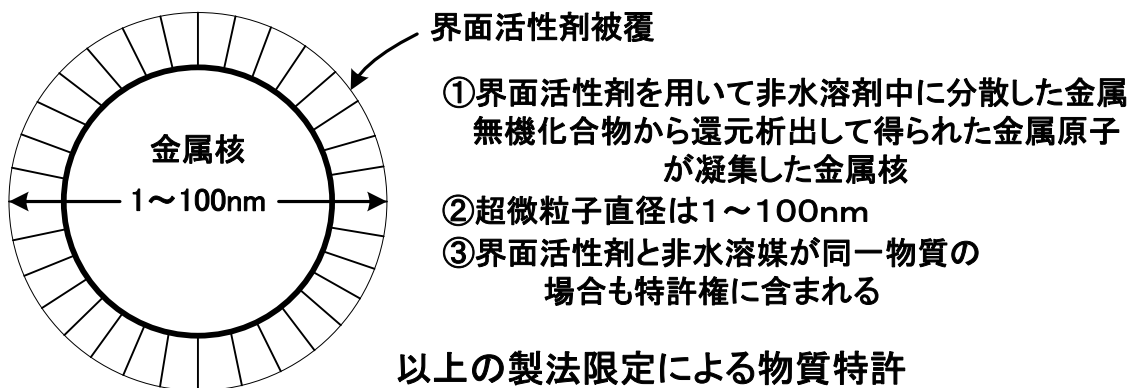 界面活性剤被覆
①界面活性剤を用いて非水溶剤中に分散した金属
無機化合物から還元析出して得られた金属原子
が凝集した金属核
金属核
1～100nm
②超微粒子直径は１～１００ｎｍ
③界面活性剤と非水溶媒が同一物質の
場合も特許権に含まれる
以上の製法限定による物質特許